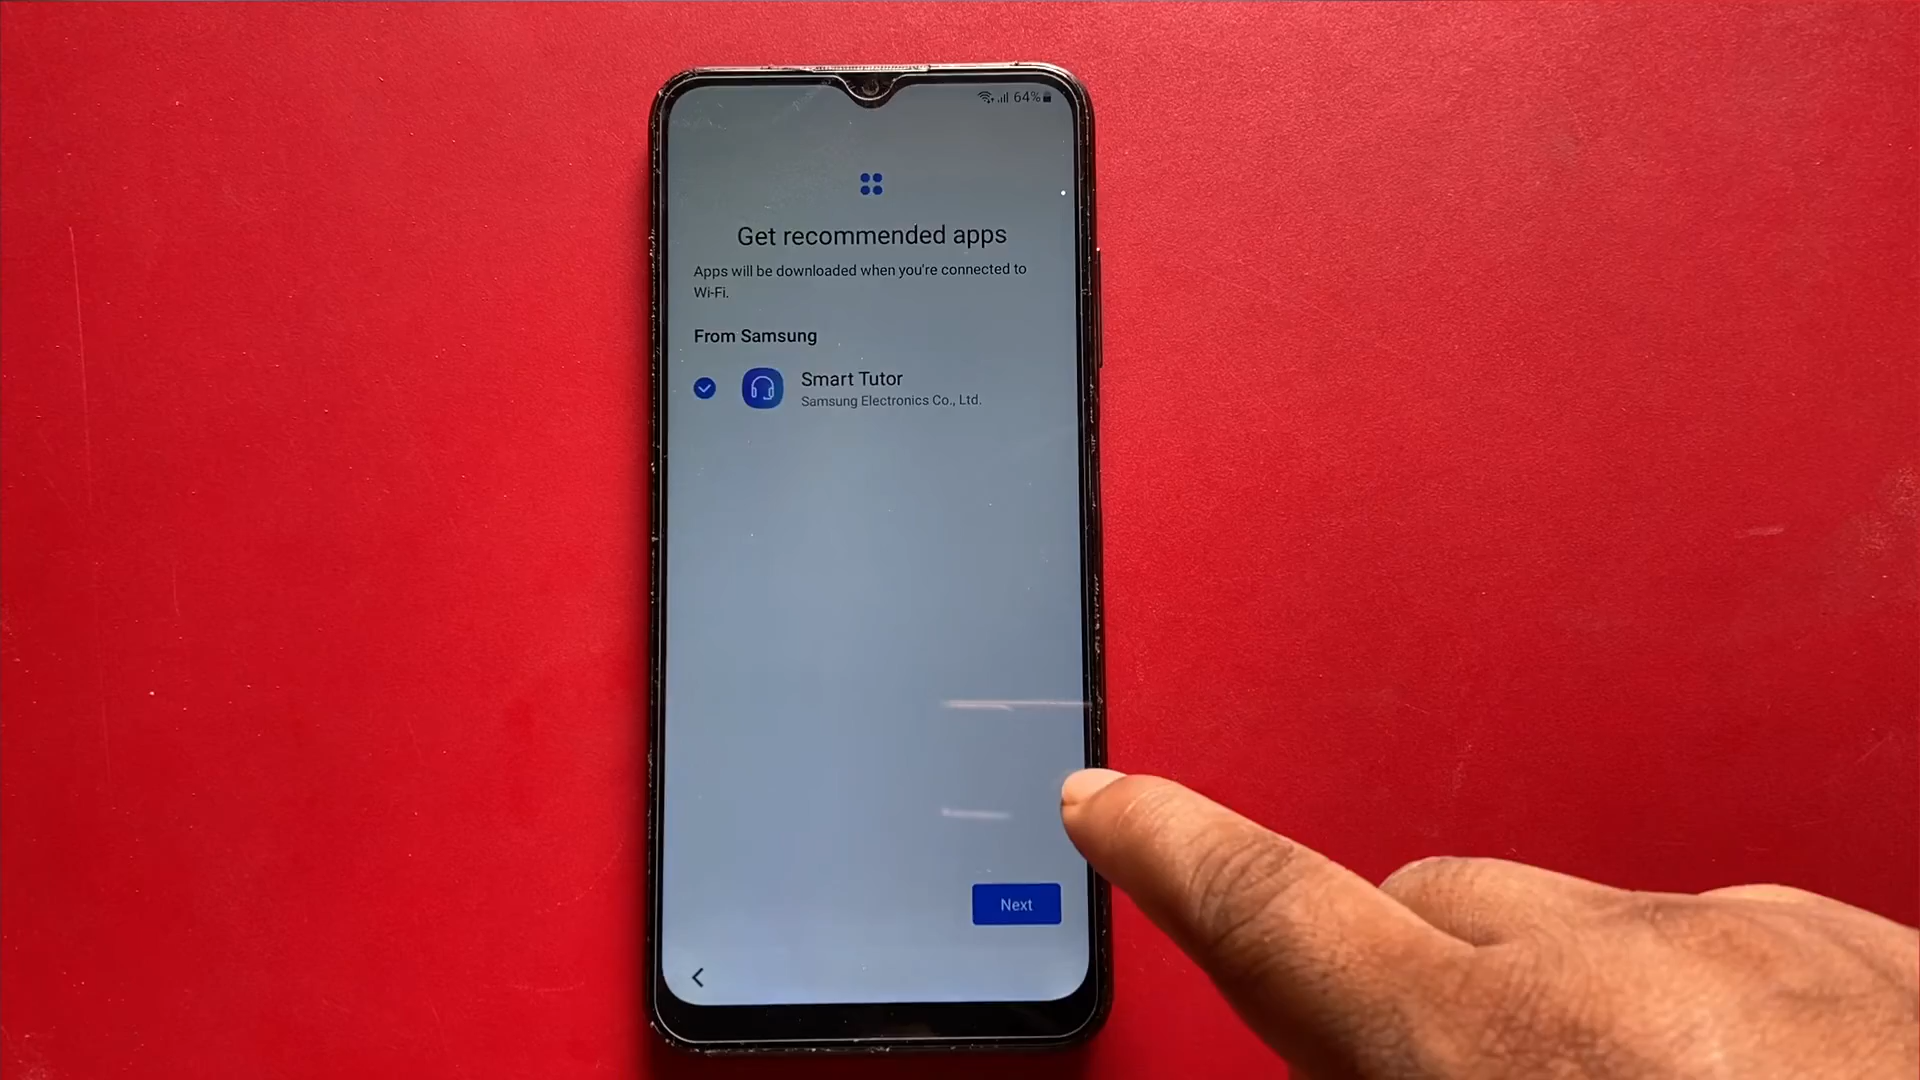 64%
Get recommended apps
Apps will be downloaded when you're connected to
Wi-Fi.
From Samsung
Smart Tutor
Samsung Electronics Co., Ltd.
Next